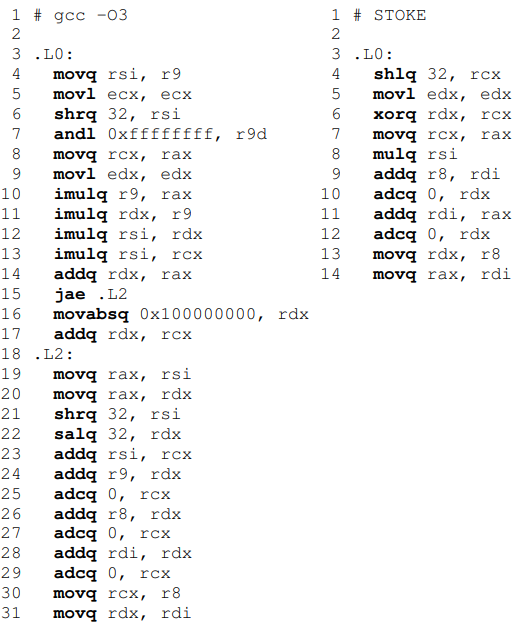 1 # gcc -O3
2
3 .L0:
4 movq rsi, r9
5 movl ecx, ecx
6 shrq 32, rsi
7 andl 0xffffffff, r9d
8 movq rcx, rax
9 movl edx, edx
10 imulq r9, rax
11 imulq rdx, r9
12 imulq rsi, rdx
13 imulq rsi, rcx
14 addq rdx, rax
15 jae .L2
16 movabsq 0x100000000, rdx
17 addq rdx, rcx
18 .L2:
19 movq rax, rsi
20 movq rax, rdx
21 shrq 32, rsi
22 salq 32, rdx
23 addq rsi, rcx
24 addq r9, rdx
25 adcq 0, rcx
26 addq r8, rdx
27 adcq 0, rcx
28 addq rdi, rdx
29 adcq 0, rcx
30 movq rcx, r8
31 movq rdx, rdi
1 # STOKE
2
3 .L0:
4 shlq 32, rcx
5 movl edx, edx
6 xorq rdx, rcx
7 movq rcx, rax
8 mulq rsi
9 addq r8, rdi
10 adcq 0, rdx
11 addq rdi, rax
12 adcq 0, rdx
13 movq rdx, r8
14 movq rax, rdi